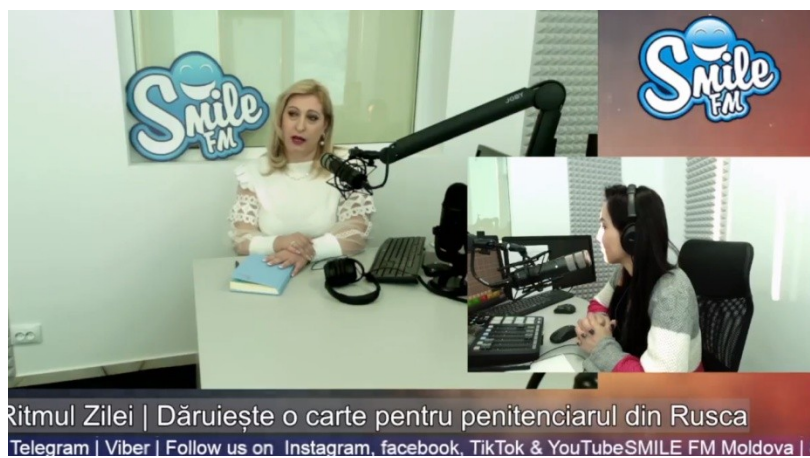 SMILE
FM
SMILE
FM
JOBY
Ritmul Zilei | Dăruiește o carte pentru penitenciarul din Rusca
Telegram | Viber | Follow us on Instagram, facebook, TikTok & YouTubeSMILE FM Moldova |